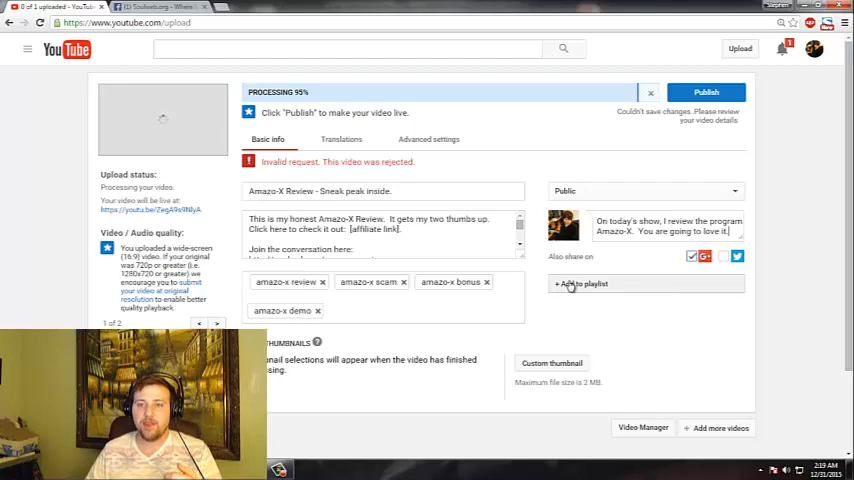 Stephen
0 of 1 uploaded - YouTube
(1) Soulwebs.org - Where
https://www.youtube.com/upload
You Tube
Upload
1
PROCESSING 95%
Publish
Click "Publish" to make your video live.
Couldn't save changes. Please review
your video details.
Basic info
Translations
Advanced settings
Invalid request. This video was rejected.
Upload status:
Processing your video.
Your video will be live at:
https://youtu.be/
Amazo-X Review - Sneak peak inside.
Public
This is my honest Amazo-X Review. It gets my two thumbs up.
Click here to check it out: [affiliate link].
Join the conversation here:
On today's show, I review the program
Amazo-X. You are going to love it.
Also share on
Video / Audio quality:
You uploaded a wide-
screen (16:9) video. If your
original was 720p or
greater (i.e. 1280x720 or
greater) we encourage you to submit
your video at original
resolution to enable better
quality playback.
1 of 2
< >
amazo-x review x
amazo-x scam x
amazo-x bonus x
amazo-x demo x
+ Add to playlist
THUMBNAILS ?
nail selections will appear when the video has finished
ssing.
Custom thumbnail
Maximum file size is 2 MB.
Video Manager
+ Add more videos
2:19 AM
12/31/2015